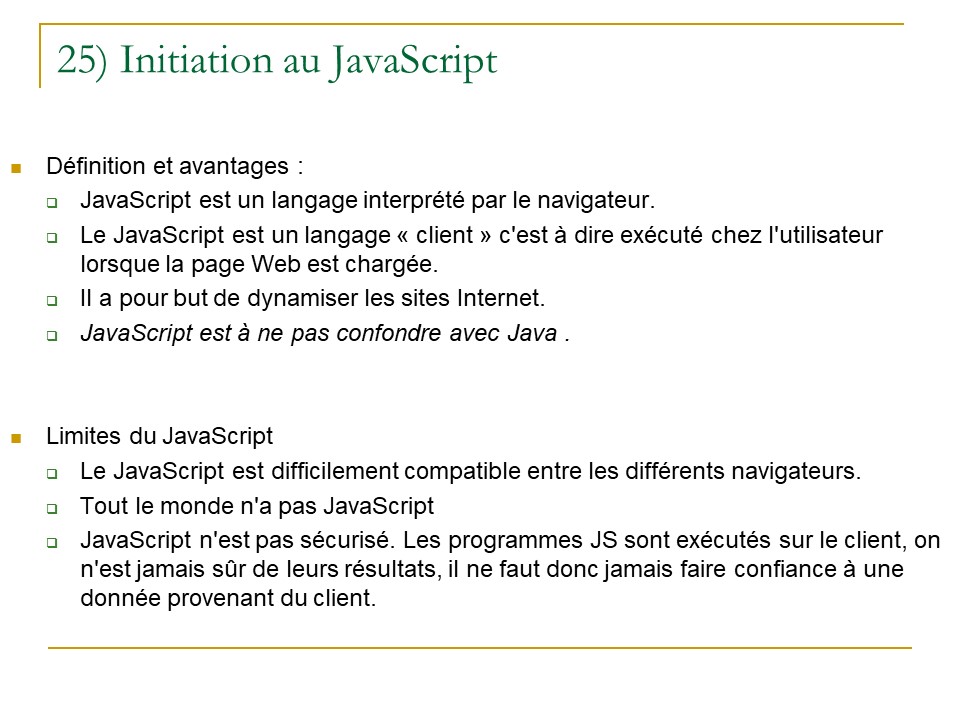 25) Initiation au JavaScript
Définition et avantages :
JavaScript est un langage interprété par le navigateur.
Le JavaScript est un langage « client » c'est à dire exécuté chez l'utilisateur
lorsque la page Web est chargée.
Il a pour but de dynamiser les sites Internet.
JavaScript est à ne pas confondre avec Java .
Limites du JavaScript
Le JavaScript est difficilement compatible entre les différents navigateurs.
Tout le monde n'a pas JavaScript
JavaScript n'est pas sécurisé. Les programmes JS sont exécutés sur le client, on
n'est jamais sûr de leurs résultats, il ne faut donc jamais faire confiance à une
donnée provenant du client.